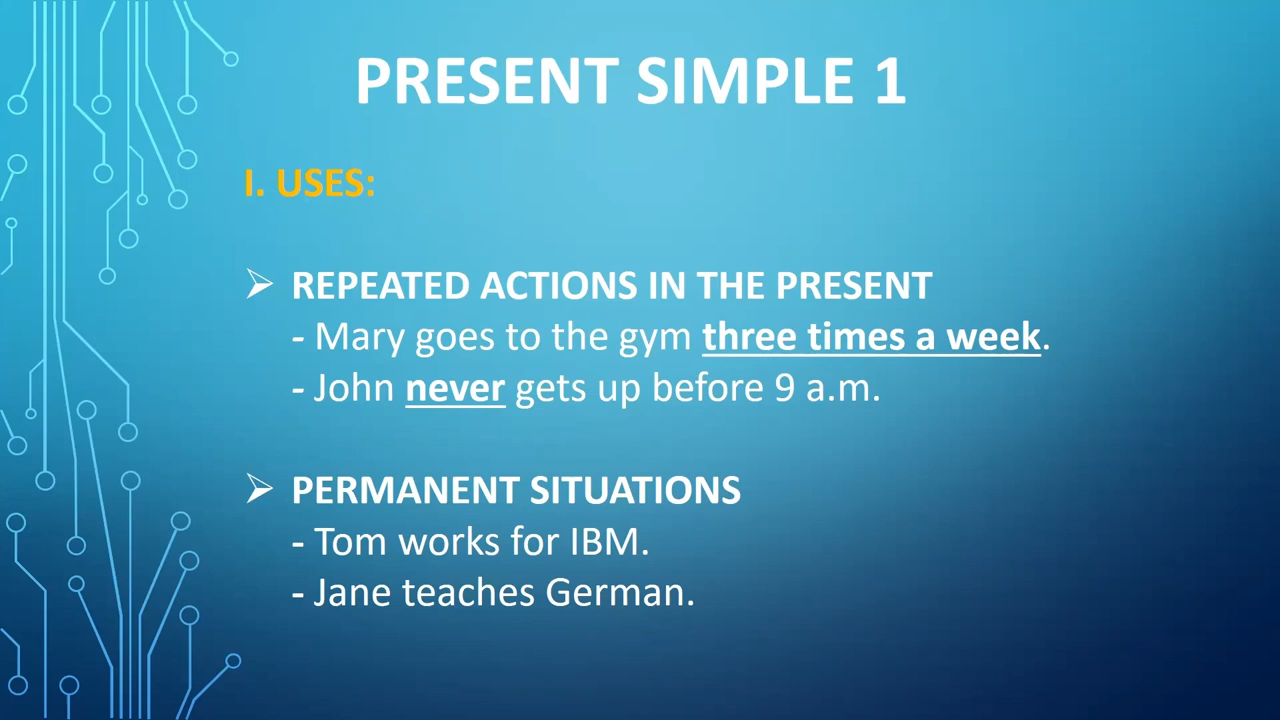 PRESENT SIMPLE 1
I. USES:
➢ REPEATED ACTIONS IN THE PRESENT
- Mary goes to the gym three times a week.
- John never gets up before 9 a.m.
➢ PERMANENT SITUATIONS
- Tom works for IBM.
- Jane teaches German.